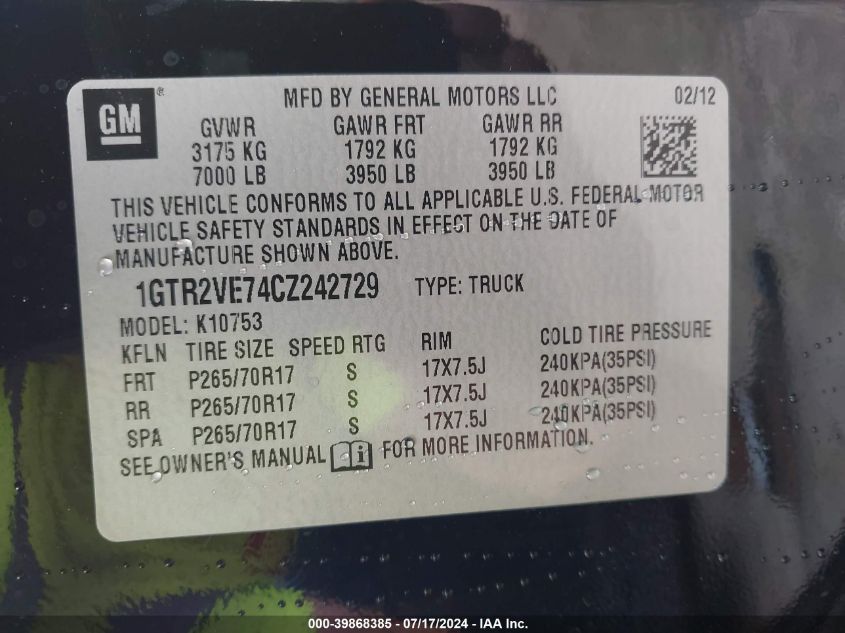 GM® MFD BY GENERAL MOTORS LLC 02/12
GVWR GAWR FRT GAWR RR
3175 KG 1792 KG 1792 KG
7000 LB 3950 LB 3950 LB
THIS VEHICLE CONFORMS TO ALL APPLICABLE U.S. FEDERAL MOTOR
VEHICLE SAFETY STANDARDS IN EFFECT ON THE DATE OF
MANUFACTURE SHOWN ABOVE.
1GTR2VE74CZ242729 TYPE: TRUCK
MODEL: K10753
KFLN TIRE SIZE SPEED RTG RIM COLD TIRE PRESSURE
FRT P265/70R17 S 17X7.5J 240KPA(35PSI)
RR P265/70R17 S 17X7.5J 240KPA(35PSI)
SPA P265/70R17 S 17X7.5J 240KPA(35PSI)
SEE OWNER'S MANUAL FOR MORE INFORMATION.
000-39868385 - 07/17/2024 - IAA Inc.